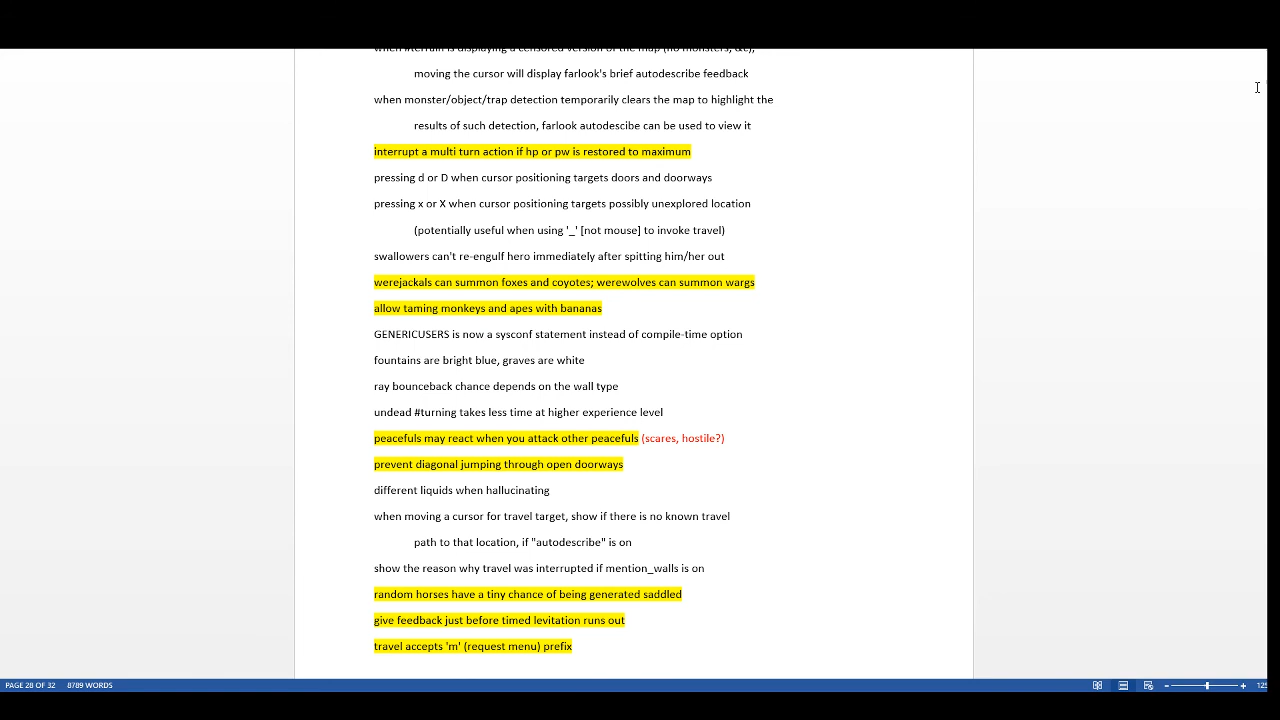 when #terrain is displaying a censored version of the map (no monsters, &c),
moving the cursor will display farlook's brief autodescribe feedback
when monster/object/trap detection temporarily clears the map to highlight the
results of such detection, farlook autodescibe can be used to view it
interrupt a multi turn action if hp or pw is restored to maximum
pressing d or D when cursor positioning targets doors and doorways
pressing x or X when cursor positioning targets possibly unexplored location
(potentially useful when using '_' [not mouse] to invoke travel)
swallowers can't re-engulf hero immediately after spitting him/her out
werejackals can summon foxes and coyotes; werewolves can summon wargs
allow taming monkeys and apes with bananas
GENERICUSERS is now a sysconf statement instead of compile-time option
fountains are bright blue, graves are white
ray bounceback chance depends on the wall type
undead #turning takes less time at higher experience level
peacefuls may react when you attack other peacefuls (scares, hostile?)
prevent diagonal jumping through open doorways
different liquids when hallucinating
when moving a cursor for travel target, show if there is no known travel
path to that location, if "autodescribe" is on
show the reason why travel was interrupted if mention_walls is on
random horses have a tiny chance of being generated saddled
give feedback just before timed levitation runs out
travel accepts 'm' (request menu) prefix
PAGE 28 OF 32 8789 WORDS